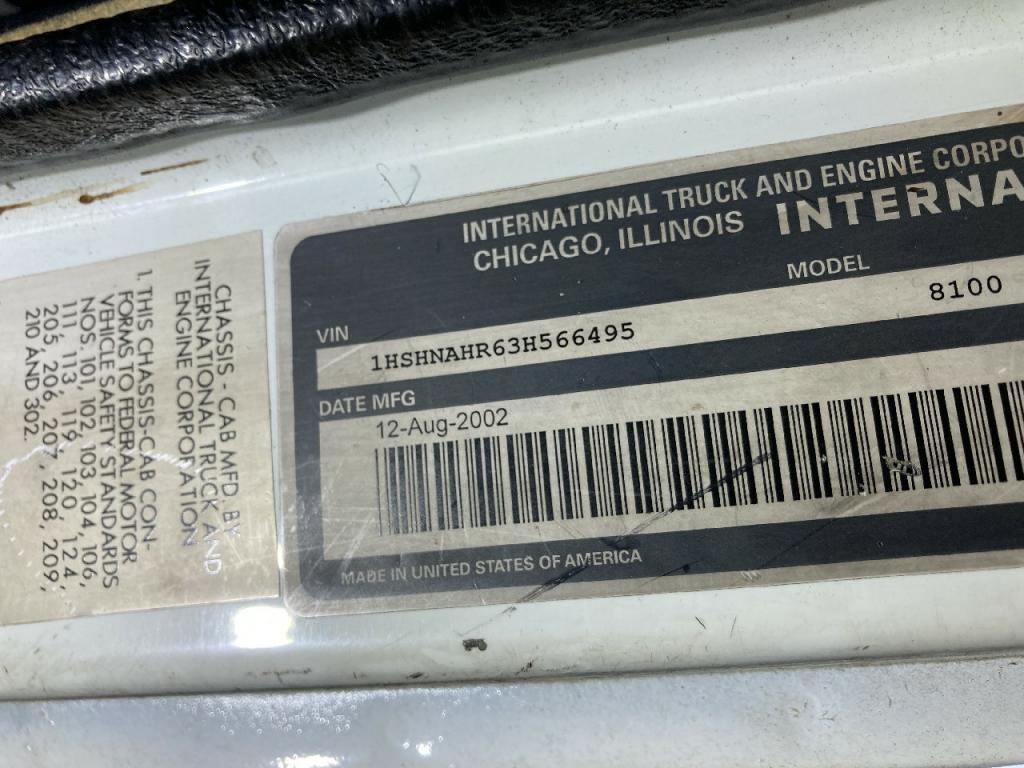 CHASSIS - CAB MFD BY
INTERNATIONAL TRUCK AND
ENGINE CORPORATION
1. THIS CHASSIS-CAB CON-
FORMS TO FEDERAL MOTOR
VEHICLE SAFETY STANDARDS
NOS. 101, 102, 103, 104, 106,
111, 113, 119, 120, 124,
205, 206, 207, 208, 209,
210 AND 302.
INTERNATIONAL TRUCK AND ENGINE CORPO
CHICAGO, ILLINOIS
INTERNA
MODEL
8100
VIN
1HSHNAHR63H566495
DATE MFG
12-Aug-2002
MADE IN UNITED STATES OF AMERICA